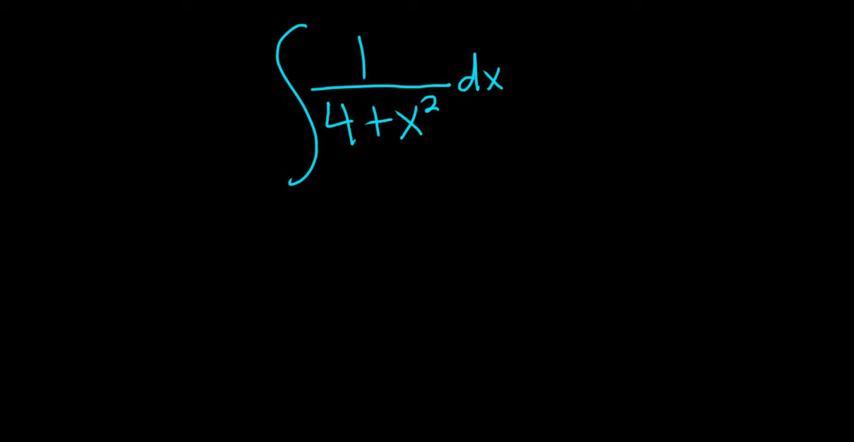 ∫ 1/(4+x²) dx